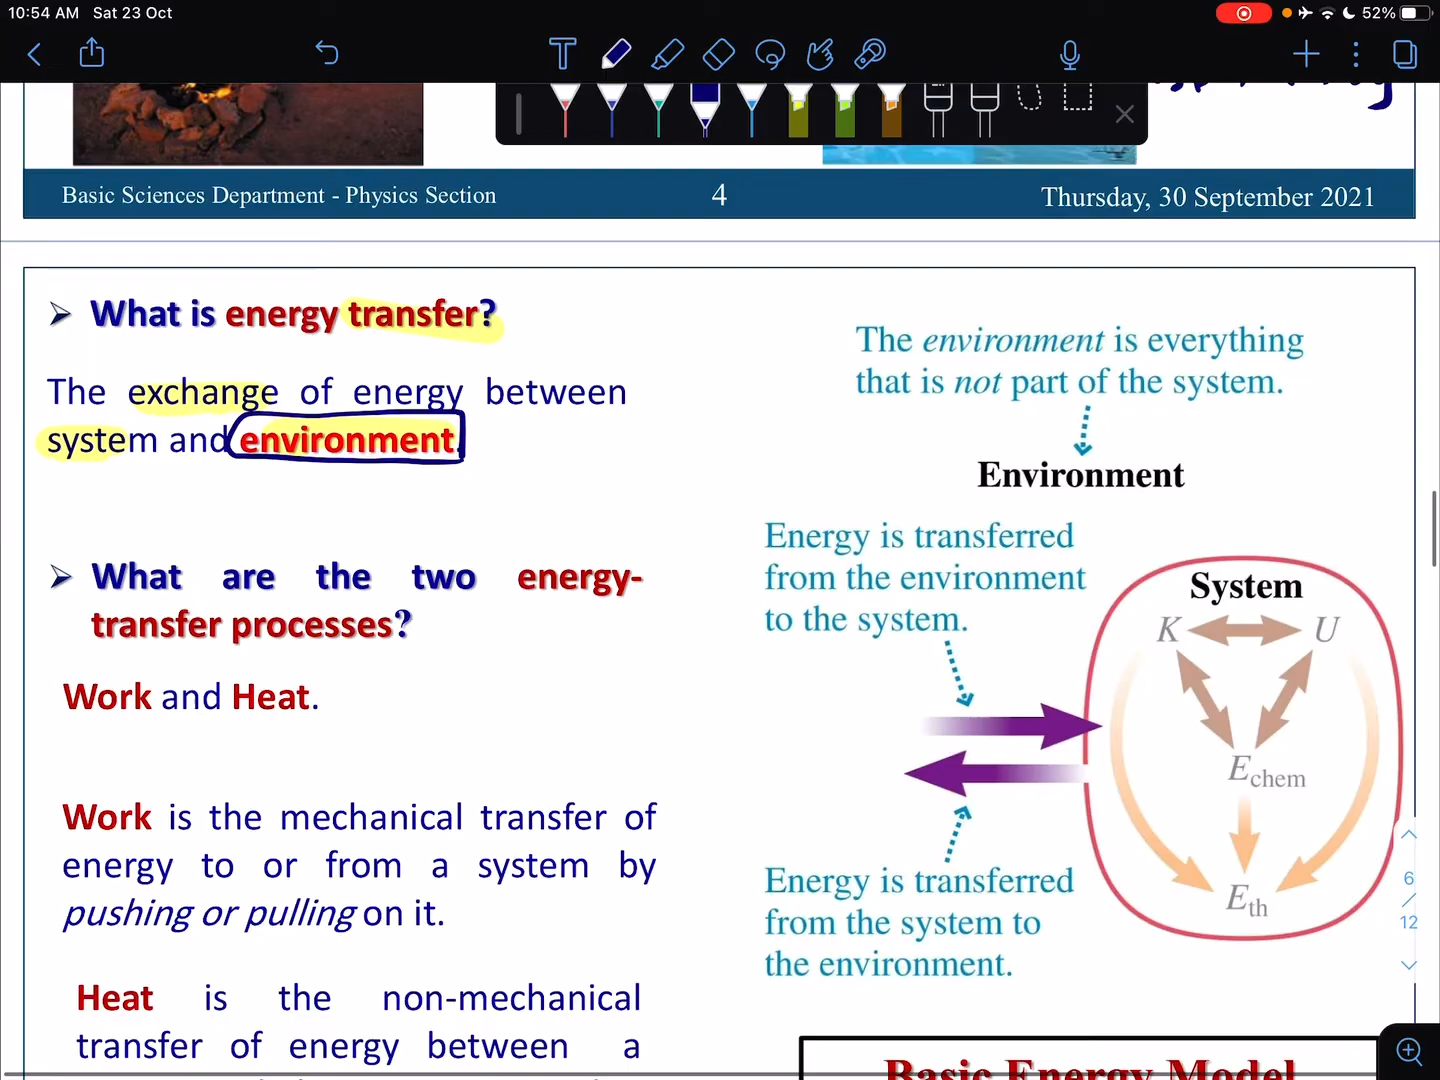 10:54 AM Sat 23 Oct
52%
Basic Sciences Department - Physics Section
4
Thursday, 30 September 2021
What is energy transfer?
The exchange of energy between
system and environment.
What are the two energy-
transfer processes?
Work and Heat.
Work is the mechanical transfer of
energy to or from a system by
pushing or pulling on it.
Heat is the non-mechanical
transfer of energy between a
The environment is everything
that is not part of the system.
Environment
Energy is transferred
from the environment
to the system.
System
K U
Echem
Eth
Energy is transferred
from the system to
the environment.
6
/
12
Basic Energy Model